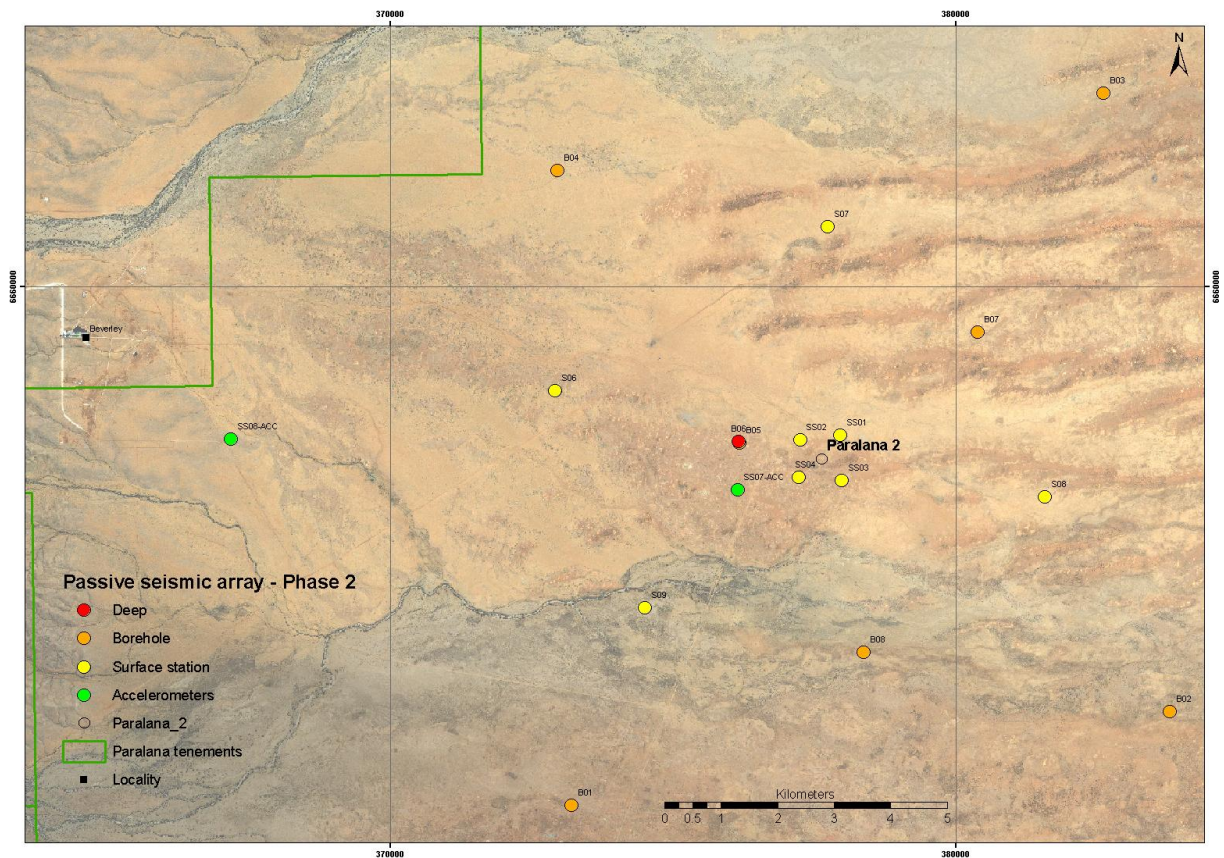 370000
380000
N
B03
B04
S07
6660000
6660000
Beverley
B07
S06
SS08-ACC
B06
B05
SS02
SS01
Paralana 2
SS04
SS03
SS07-ACC
S08
Passive seismic array - Phase 2
Deep
Borehole
Surface station
Accelerometers
Paralana_2
Paralana tenements
Locality
S09
B08
B02
B01
Kilometers
0 0.5 1 2 3 4 5
370000
380000